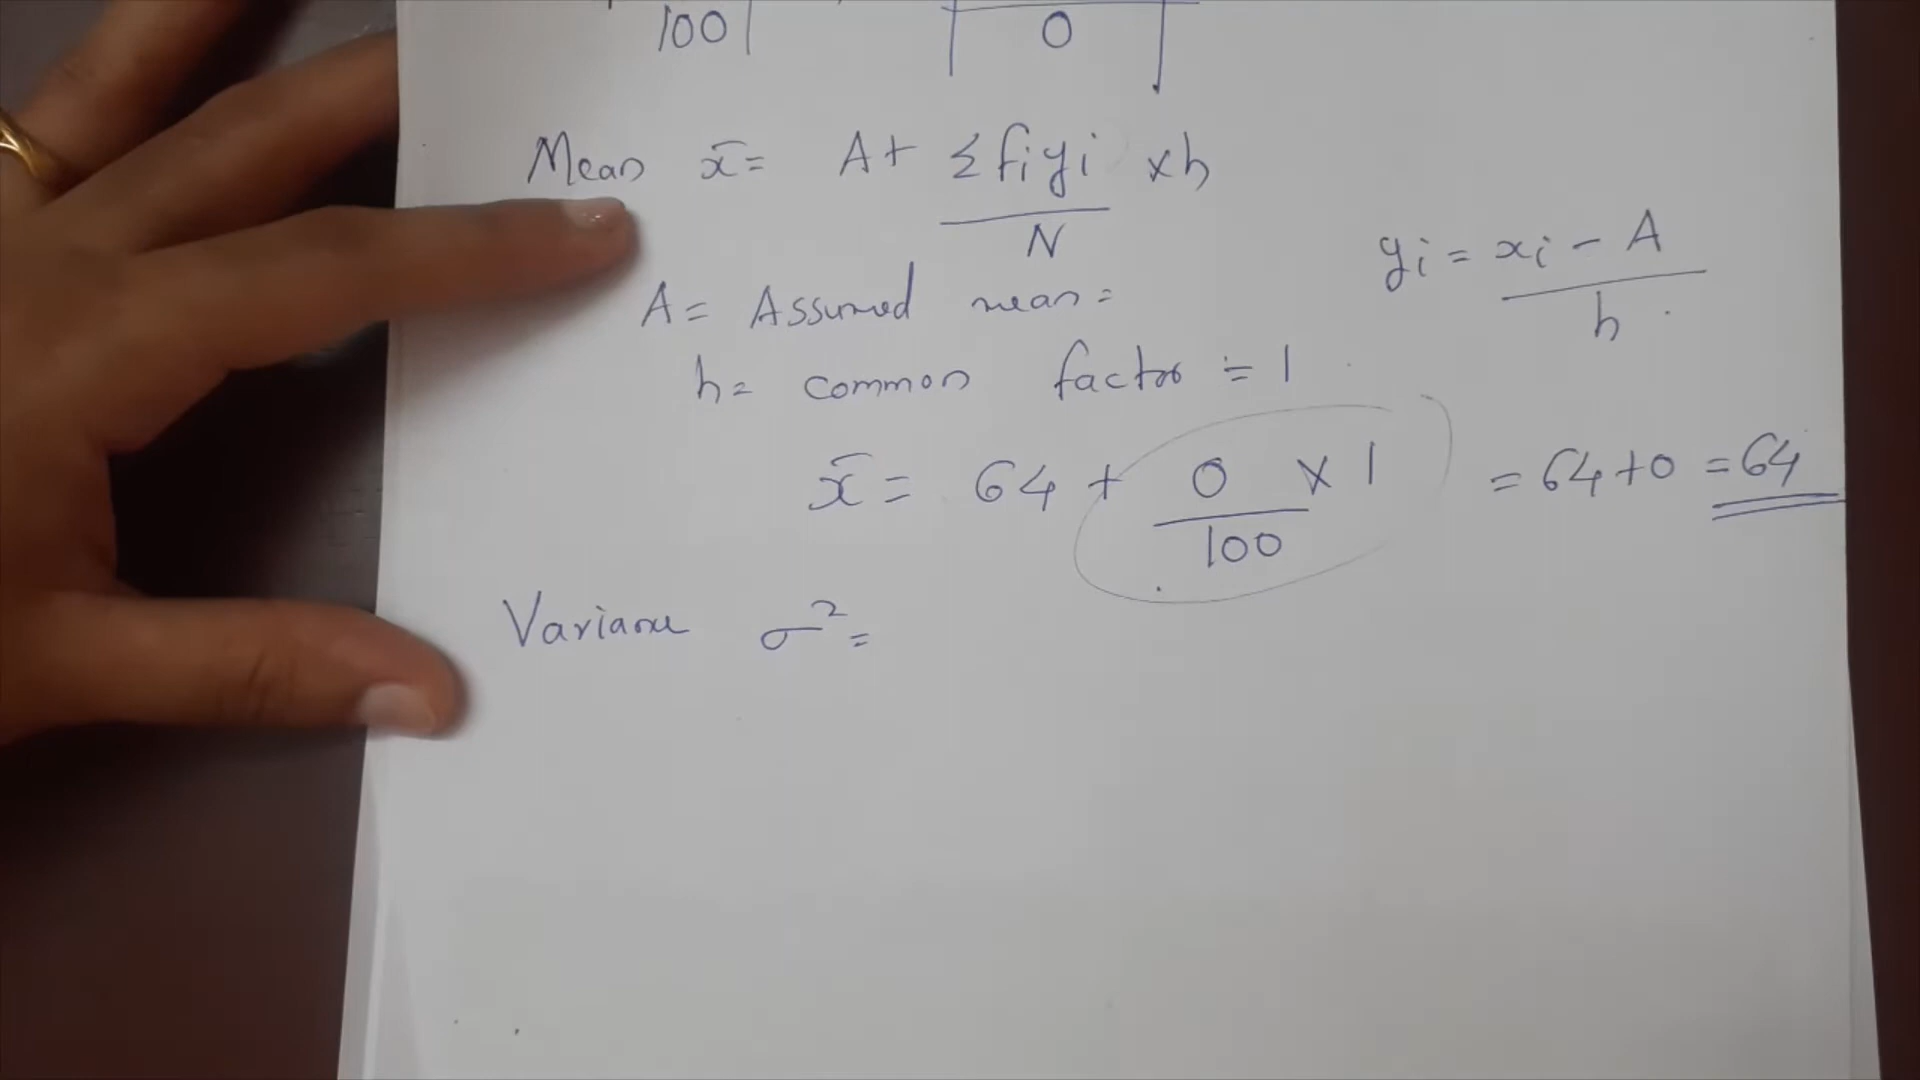 100 0
Mean x̄ = A + Σfiyi/N × h
yi = xi - A/h
A = Assumed mean =
h = common factor = 1
x̄ = 64 + 0/100 × 1 = 64+0 = 64
Variance σ² =